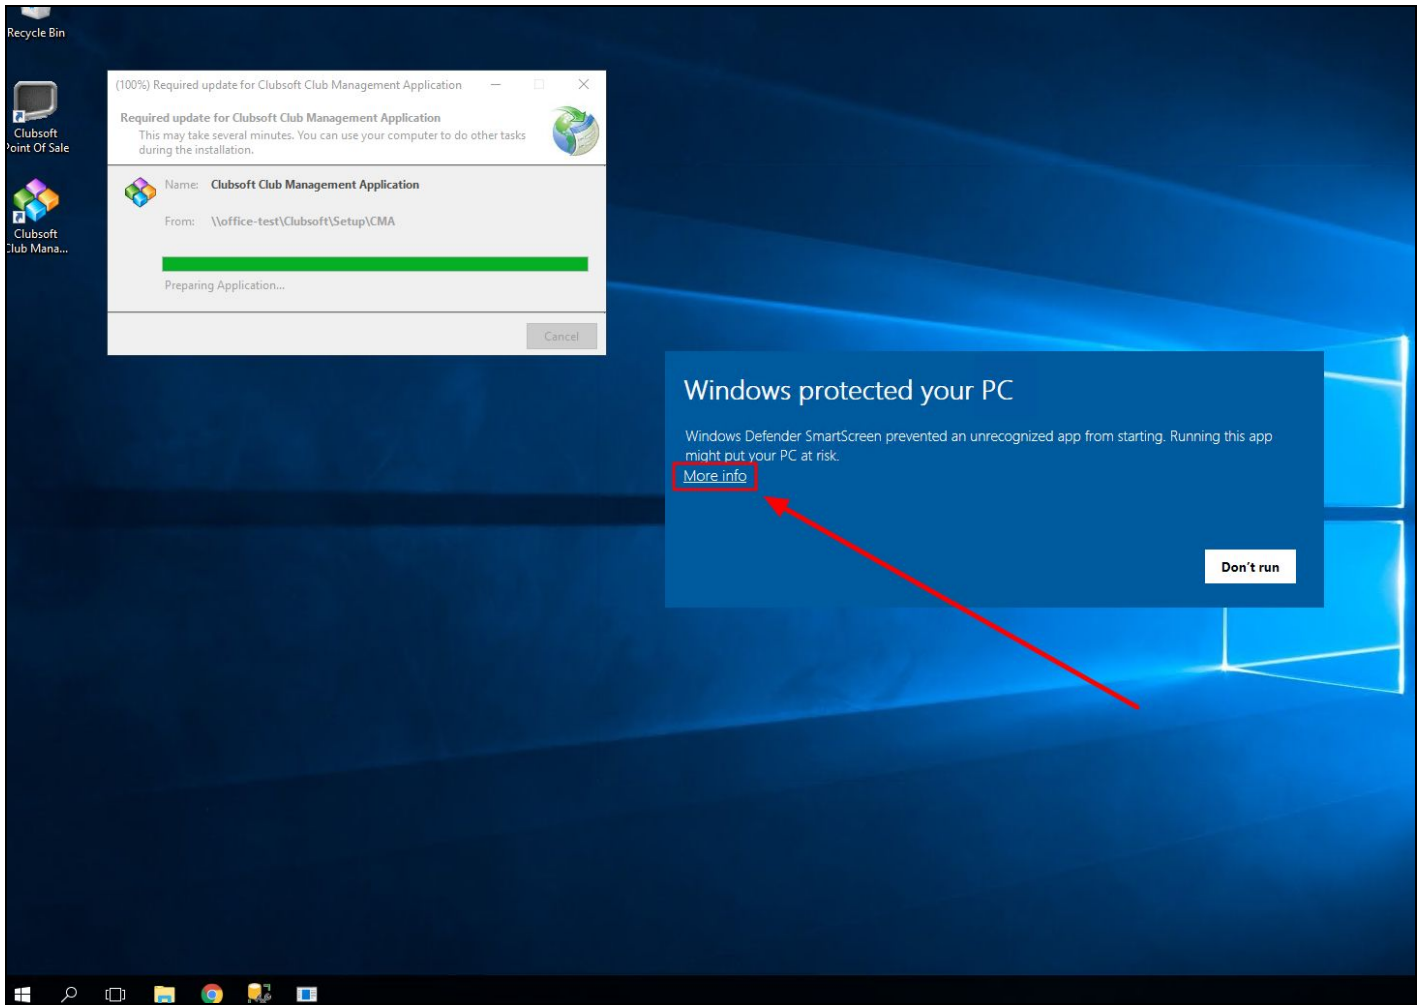 Recycle Bin
Clubsoft
Point Of Sale
Clubsoft
Club Mana...
(100%) Required update for Clubsoft Club Management Application
Required update for Clubsoft Club Management Application
This may take several minutes. You can use your computer to do other tasks
during the installation.
Name: Clubsoft Club Management Application
From: \\office-test\Clubsoft\Setup\CMA
Preparing Application...
Cancel
Windows protected your PC
Windows Defender SmartScreen prevented an unrecognized app from starting. Running this app
might put your PC at risk.
More info
Don't run